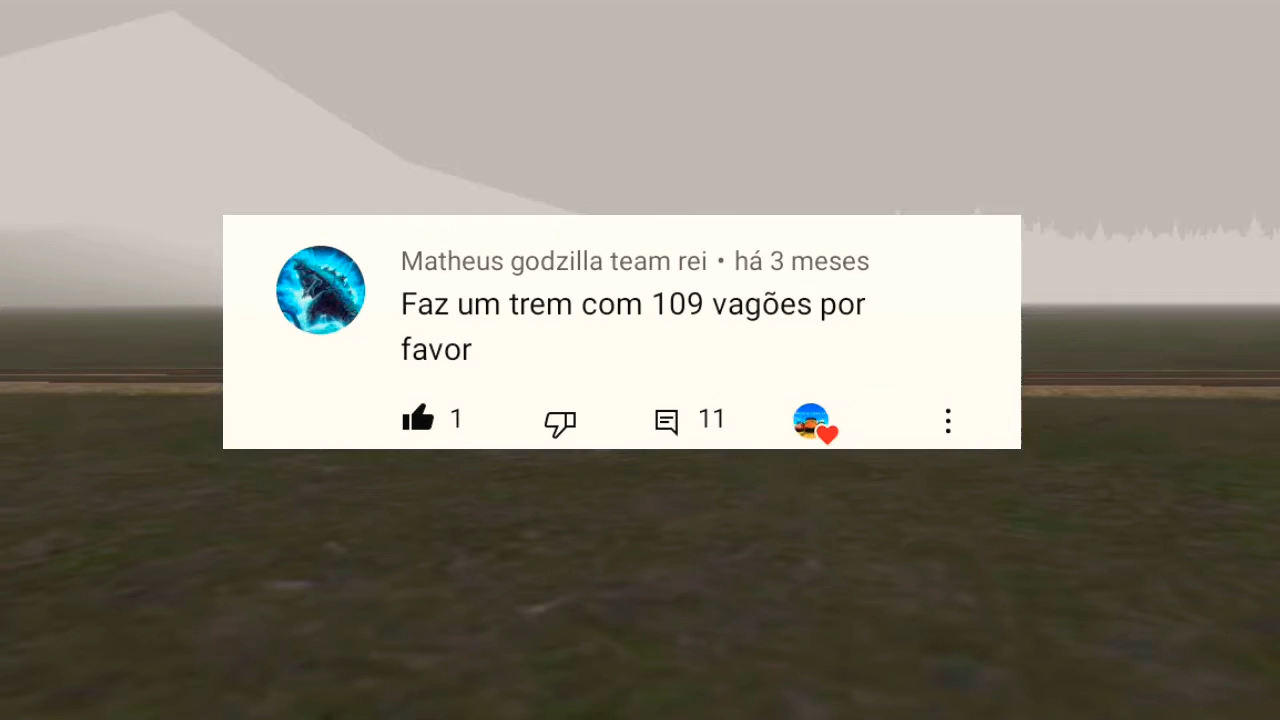 Matheus godzilla team rei • há 3 meses
Faz um trem com 109 vagões por
favor
1 11